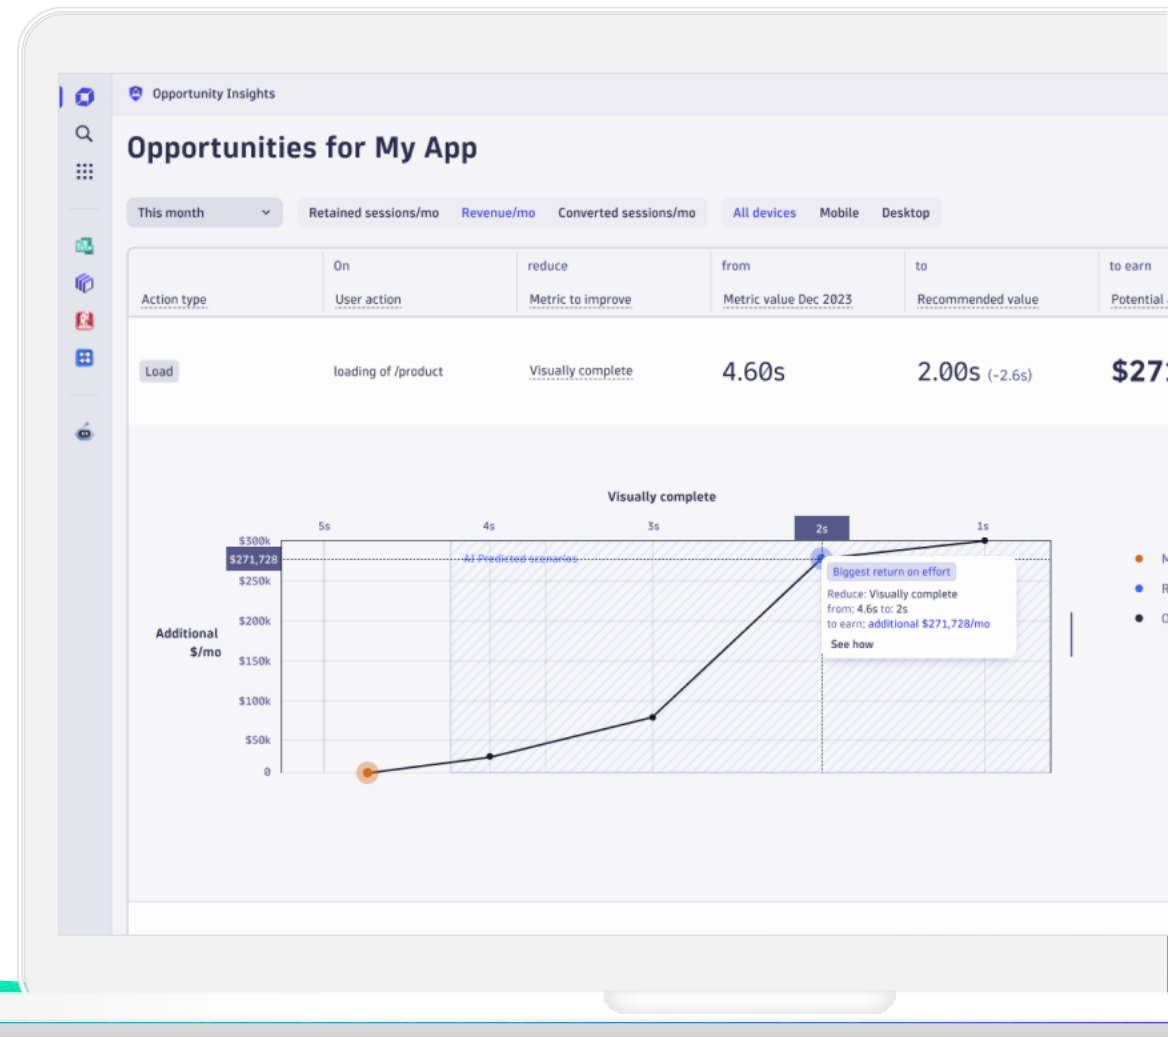 Opportunity Insights
Opportunities for My App
This month Retained sessions/mo Revenue/mo Converted sessions/mo All devices Mobile Desktop
On reduce from to to earn
Action type User action Metric to improve Metric value Dec 2023 Recommended value Potential
Load loading of /product Visually complete 4.60s 2.00s (-2.6s) $27
Visually complete
5s 4s 3s 2s 1s
$300k
$271,728
AI Predicted scenarios
$250k
$200k
$150k
$100k
$50k
0
Additional
$/mo
Biggest return on effort
Reduce: Visually complete
from: 4.6s to: 2s
to earn: additional $271,728/mo
See how